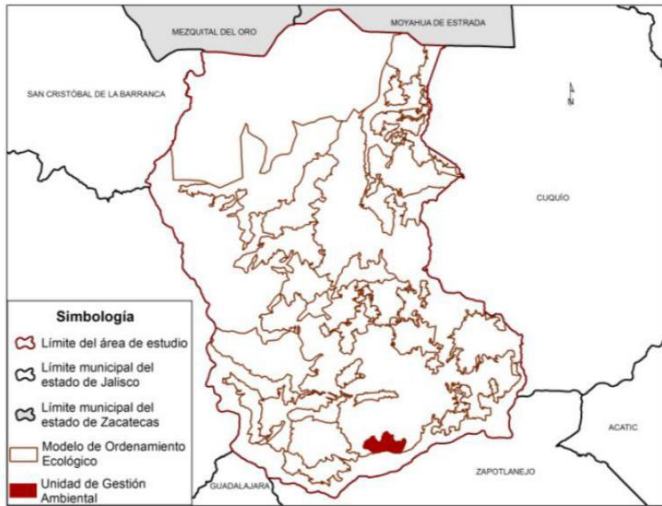 MEZQUITAL DEL ORO
MOYAHUA DE ESTRADA
SAN CRISTÓBAL DE LA BARRANCA
N
CUQUÍO
Simbología
Límite del área de estudio
Límite municipal del
estado de Jalisco
Límite municipal del
estado de Zacatecas
Modelo de Ordenamiento
Ecológico
Unidad de Gestión
Ambiental
ACATIC
ZAPOTLANEJO
GUADALAJARA